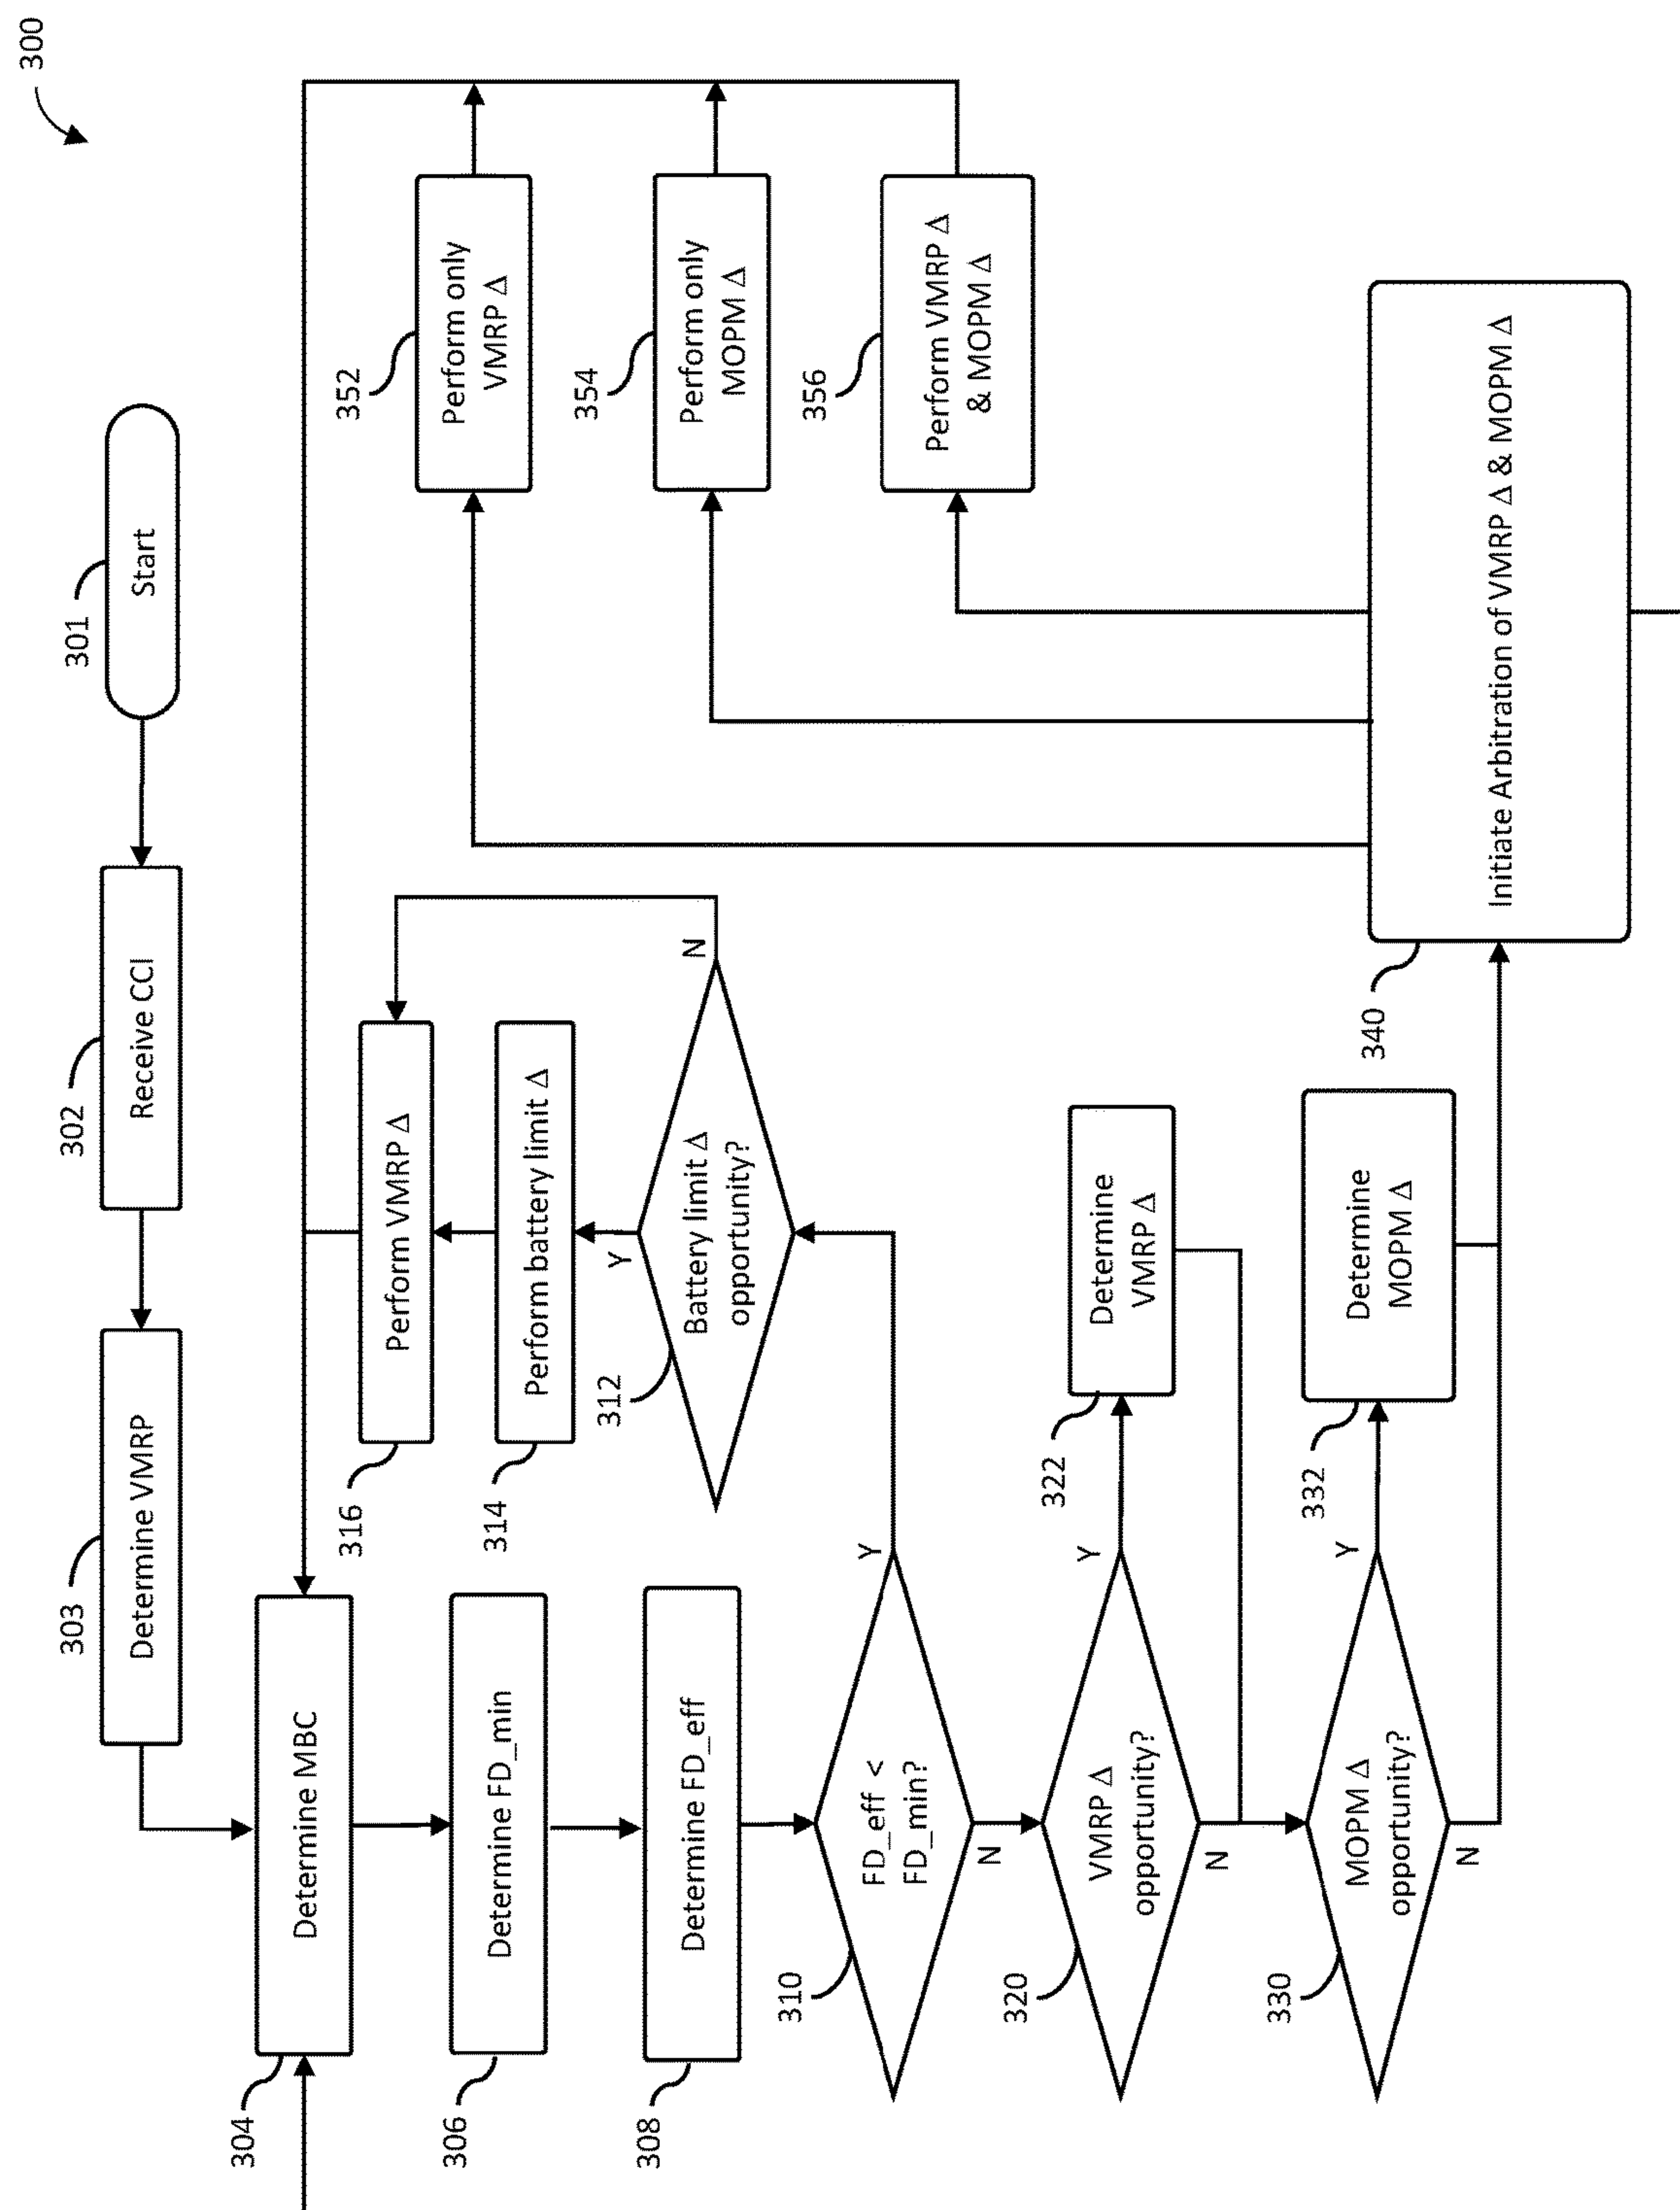 300
301
Start
302
Receive CCI
303
Determine VMRP
304
Determine MBC
306
Determine FD_min
308
Determine FD_eff
310
FD_eff <
FD_min?
Y
N
312
Battery limit Δ
opportunity?
Y
N
314
Perform battery limit Δ
316
Perform VMRP Δ
320
VMRP Δ
opportunity?
Y
N
322
Determine
VMRP Δ
330
MOPM Δ
opportunity?
Y
N
332
Determine
MOPM Δ
340
Initiate Arbitration of VMRP Δ & MOPM Δ
352
Perform only
VMRP Δ
354
Perform only
MOPM Δ
356
Perform VMRP Δ
& MOPM Δ